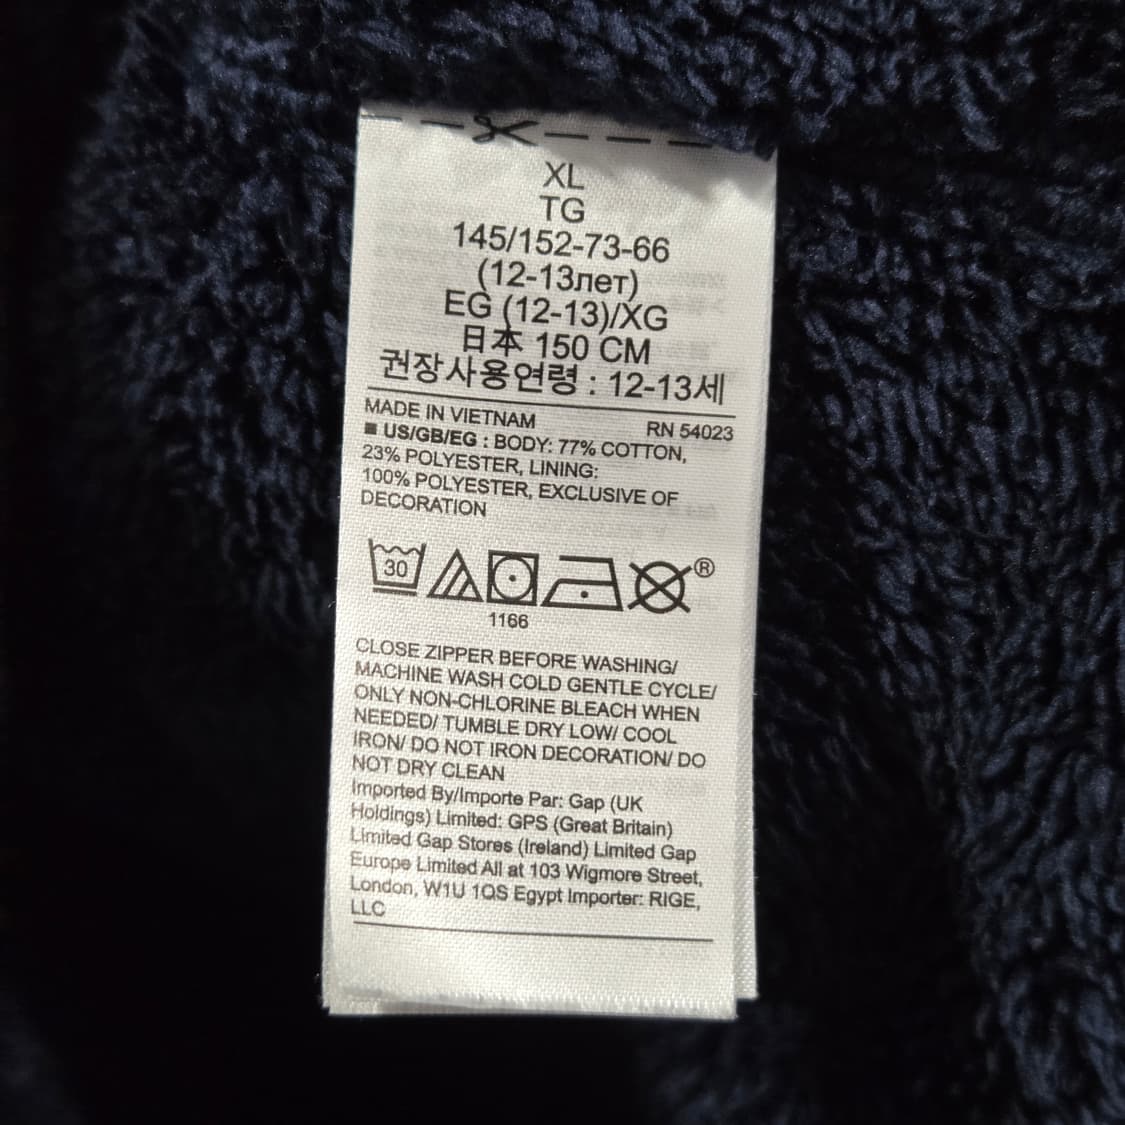 XL
TG
145/152-73-66
(12-13лет)
EG (12-13)/XG
日本 150 CM
권장사용연령 : 12-13세
MADE IN VIETNAM RN 54023
■ US/GB/EG : BODY: 77% COTTON,
23% POLYESTER, LINING:
100% POLYESTER, EXCLUSIVE OF
DECORATION
30 ®
1166
CLOSE ZIPPER BEFORE WASHING/
MACHINE WASH COLD GENTLE CYCLE/
ONLY NON-CHLORINE BLEACH WHEN
NEEDED/ TUMBLE DRY LOW/ COOL
IRON/ DO NOT IRON DECORATION/ DO
NOT DRY CLEAN
Imported By/Importe Par: Gap (UK
Holdings) Limited: GPS (Great Britain)
Limited Gap Stores (Ireland) Limited Gap
Europe Limited All at 103 Wigmore Street,
London, W1U 1QS Egypt Importer: RIGE,
LLC